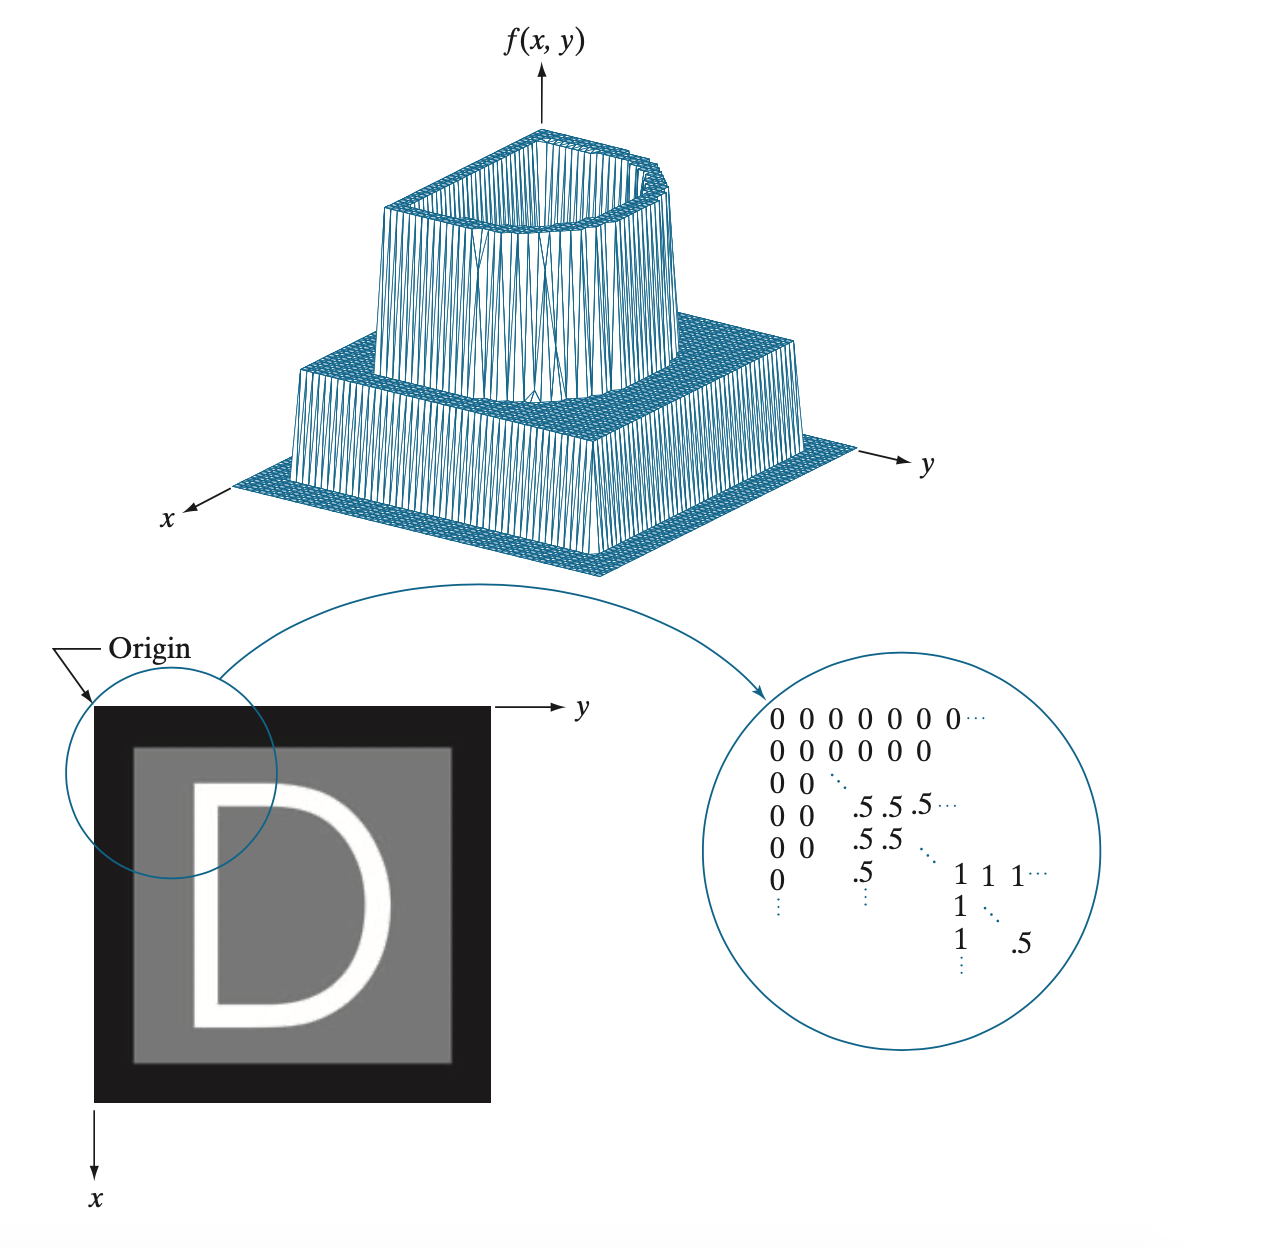 f(x, y)
y
x
Origin
y
0 0 0 0 0 0 0 ⋯
0 0 0 0 0 0
0 0 ⋱
.5 .5 .5 ⋯
0 0
.5 .5 ⋱
0 0
.5
1 1 1 ⋯
0
⋮ ⋮
1 ⋱
1 .5
⋮
D
x